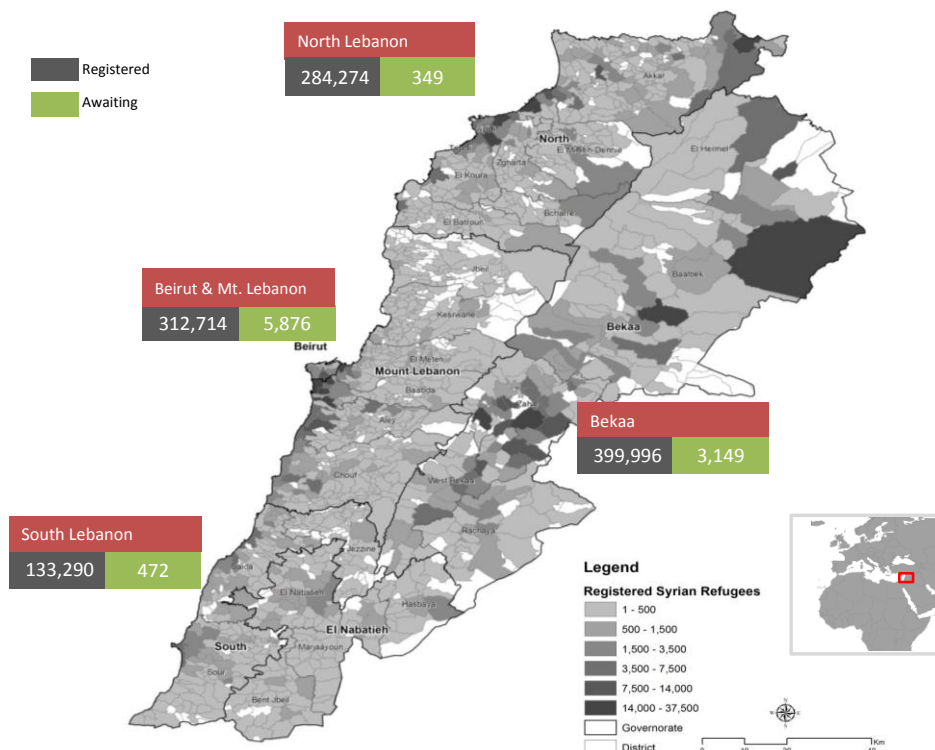 North Lebanon
284,274 349
Registered
Awaiting
Akkar
North
El Hermel
Zgharta
El Koura
El Batroun
Bcharre
Jbeil
Baalbek
Beirut & Mt. Lebanon
312,714 5,876
Kesrwane
Bekaa
Beirut
El Meten
Mount Lebanon
Baabda
Aley
Bekaa
399,996 3,149
Chouf
West Bekaa
Rachaya
South Lebanon
133,290 472
Jezzine
Saida
El Nabatieh
Hasbaya
El Nabatieh
South
Marjaayoun
Sour
Bent Jbeil
Legend
Registered Syrian Refugees
1 - 500
500 - 1,500
1,500 - 3,500
3,500 - 7,500
7,500 - 14,000
14,000 - 37,500
Governorate
District
Km
0 10 20 40